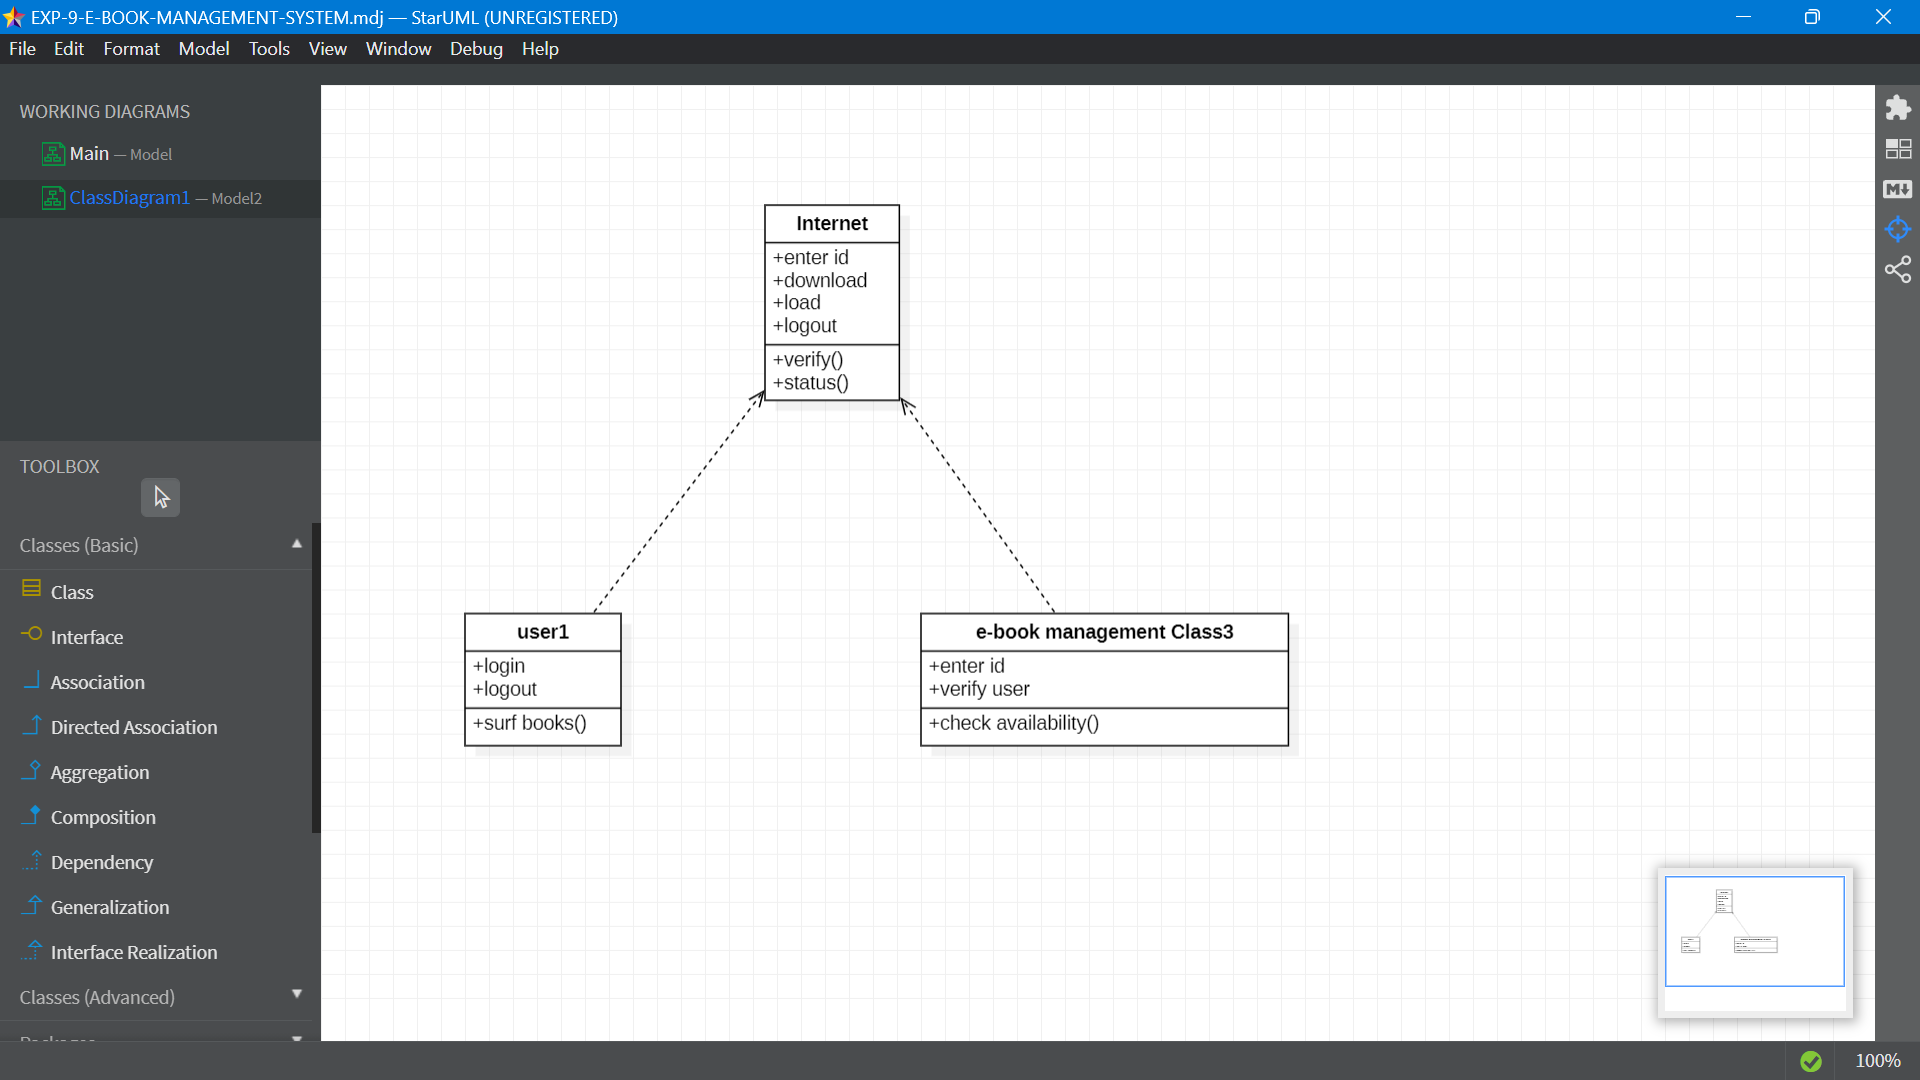 EXP-9-E-BOOK-MANAGEMENT-SYSTEM.mdj — StarUML (UNREGISTERED)
File Edit Format Model Tools View Window Debug Help
WORKING DIAGRAMS
Main — Model
ClassDiagram1 — Model2
TOOLBOX
Classes (Basic)
Class
Interface
Association
Directed Association
Aggregation
Composition
Dependency
Generalization
Interface Realization
Classes (Advanced)
Internet
+enter id
+download
+load
+logout
+verify()
+status()
user1
+login
+logout
+surf books()
e-book management Class3
+enter id
+verify user
+check availability()
M
100%